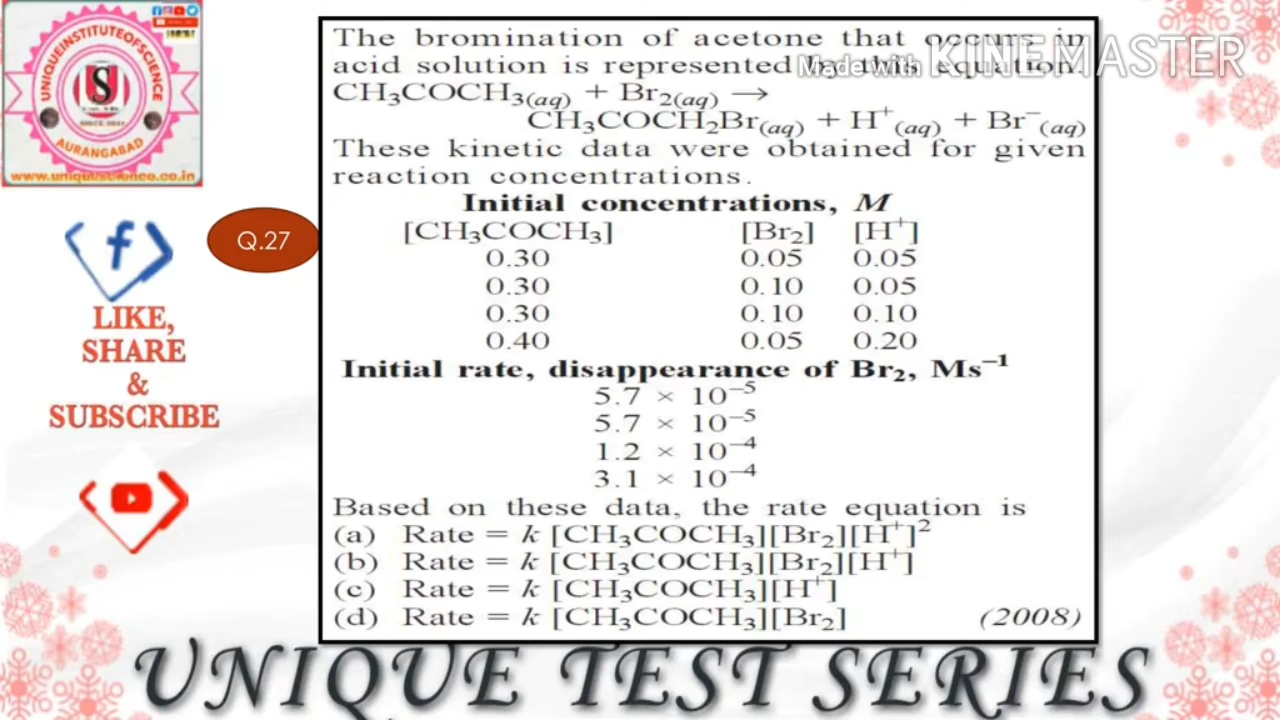 UNIQUEINSTITUTEOFSCIENCE
AURANGABAD
www.uniquescience.co.in
LIKE,
SHARE
&
SUBSCRIBE
Q.27
Made with KINEMASTER
The bromination of acetone that occurs in
acid solution is represented by this equation.
CH₃COCH₃(aq) + Br₂(aq) →
CH₃COCH₂Br(aq) + H⁺(aq) + Br⁻(aq)
These kinetic data were obtained for given
reaction concentrations.
Initial concentrations, M
[CH₃COCH₃] [Br₂] [H⁺]
0.30 0.05 0.05
0.30 0.10 0.05
0.30 0.10 0.10
0.40 0.05 0.20
Initial rate, disappearance of Br₂, Ms⁻¹
5.7 × 10⁻⁵
5.7 × 10⁻⁵
1.2 × 10⁻⁴
3.1 × 10⁻⁴
Based on these data, the rate equation is
(a) Rate = k [CH₃COCH₃][Br₂][H⁺]²
(b) Rate = k [CH₃COCH₃][Br₂][H⁺]
(c) Rate = k [CH₃COCH₃][H⁺]
(d) Rate = k [CH₃COCH₃][Br₂] (2008)
UNIQUE TEST SERIES